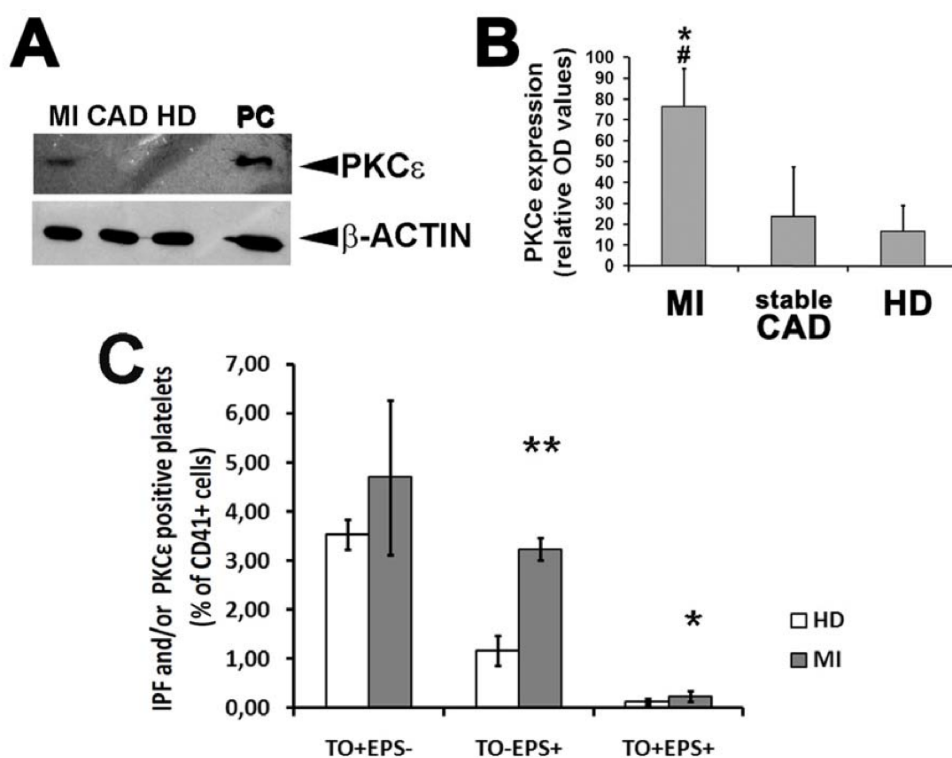 A
MI CAD HD PC
PKCε
β-ACTIN
B
PKCe expression
(relative OD values)
100
90
80
70
60
50
40
30
20
10
0
*
#
MI
stable
CAD
HD
C
IPF and/or PKCε positive platelets
(% of CD41+ cells)
7,00
6,00
5,00
4,00
3,00
2,00
1,00
0,00
**
*
HD
MI
TO+EPS- TO-EPS+ TO+EPS+